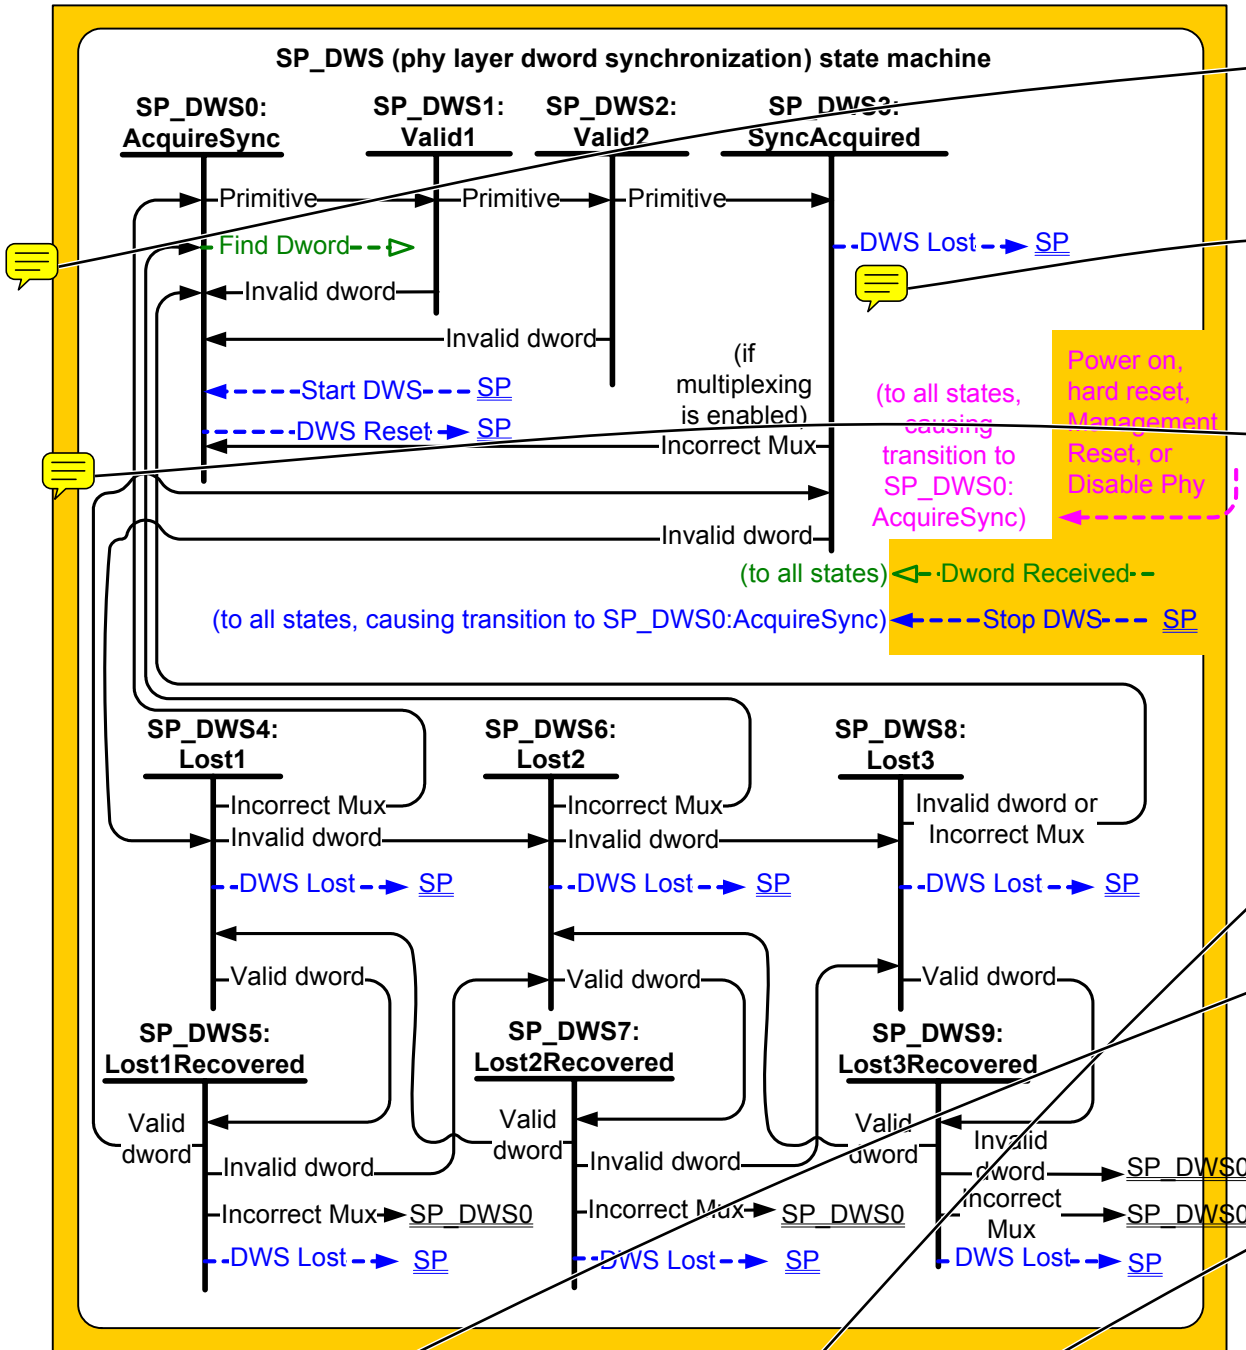 SP_DWS (phy layer dword synchronization) state machine
SP_DWS0:
AcquireSync
SP_DWS1:
Valid1
SP_DWS2:
Valid2
SP_DWS3:
SyncAcquired
Primitive
Primitive
Primitive
Find Dword
DWS Lost
SP
Invalid dword
Invalid dword
Start DWS
SP
DWS Reset
SP
(if
multiplexing
is enabled)
Incorrect Mux
(to all states,
causing
transition to
SP_DWS0:
AcquireSync)
Power on,
hard reset,
Management
Reset, or
Disable Phy
Invalid dword
(to all states)
Dword Received
(to all states, causing transition to SP_DWS0:AcquireSync)
Stop DWS
SP
SP_DWS4:
Lost1
SP_DWS6:
Lost2
SP_DWS8:
Lost3
Incorrect Mux
Invalid dword
DWS Lost
SP
Valid dword
Incorrect Mux
Invalid dword
DWS Lost
SP
Valid dword
Invalid dword or
Incorrect Mux
DWS Lost
SP
Valid dword
SP_DWS5:
Lost1Recovered
SP_DWS7:
Lost2Recovered
SP_DWS9:
Lost3Recovered
Valid
dword
Invalid dword
Incorrect Mux
SP_DWS0
DWS Lost
SP
Valid
dword
Invalid dword
Incorrect Mux
SP_DWS0
DWS Lost
SP
Valid
dword
Invalid
dword
SP_DWS0
Incorrect
Mux
SP_DWS0
DWS Lost
SP